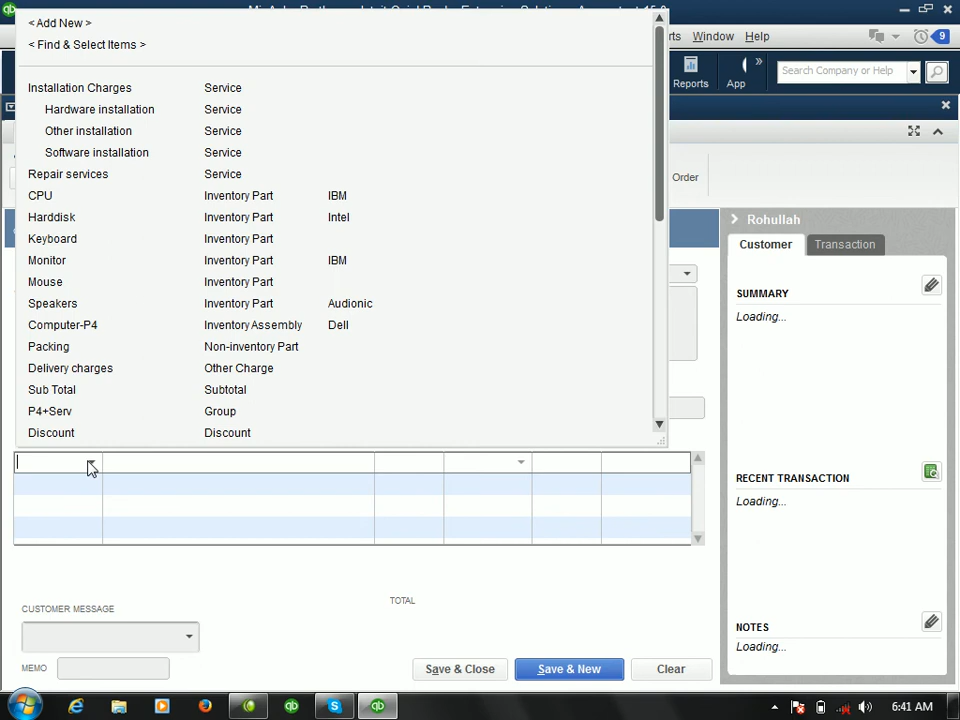 < Add New >
< Find & Select Items >
rts Window Help
9
Reports App
Search Company or Help
Installation Charges Service
Hardware installation Service
Other installation Service
Software installation Service
Repair services Service
CPU Inventory Part IBM
Harddisk Inventory Part Intel
Keyboard Inventory Part
Monitor Inventory Part IBM
Mouse Inventory Part
Speakers Inventory Part Audionic
Computer-P4 Inventory Assembly Dell
Packing Non-inventory Part
Delivery charges Other Charge
Sub Total Subtotal
P4+Serv Group
Discount Discount
Order
Rohullah
Customer Transaction
SUMMARY
Loading...
RECENT TRANSACTION
Loading...
NOTES
Loading...
TOTAL
CUSTOMER MESSAGE
MEMO
Save & Close Save & New Clear
6:41 AM